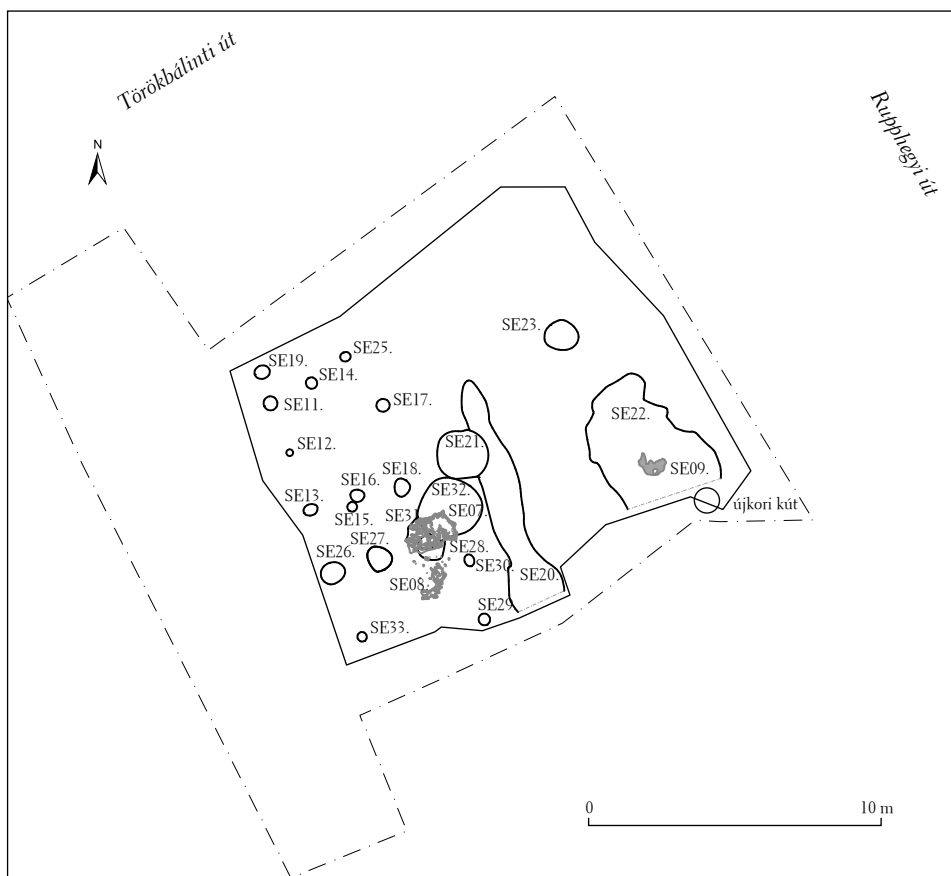 Törökbálinti út
Rupphegyi út
N
SE23.
SE25.
SE19.
SE14.
SE11.
SE17.
SE22.
SE12.
SE21.
SE09.
SE16.
SE18.
SE32.
SE13.
SE15.
SE31.
SE07.
újkori kút
SE27.
SE28.
SE26.
SE30.
SE08.
SE20.
SE29.
SE33.
0
10 m